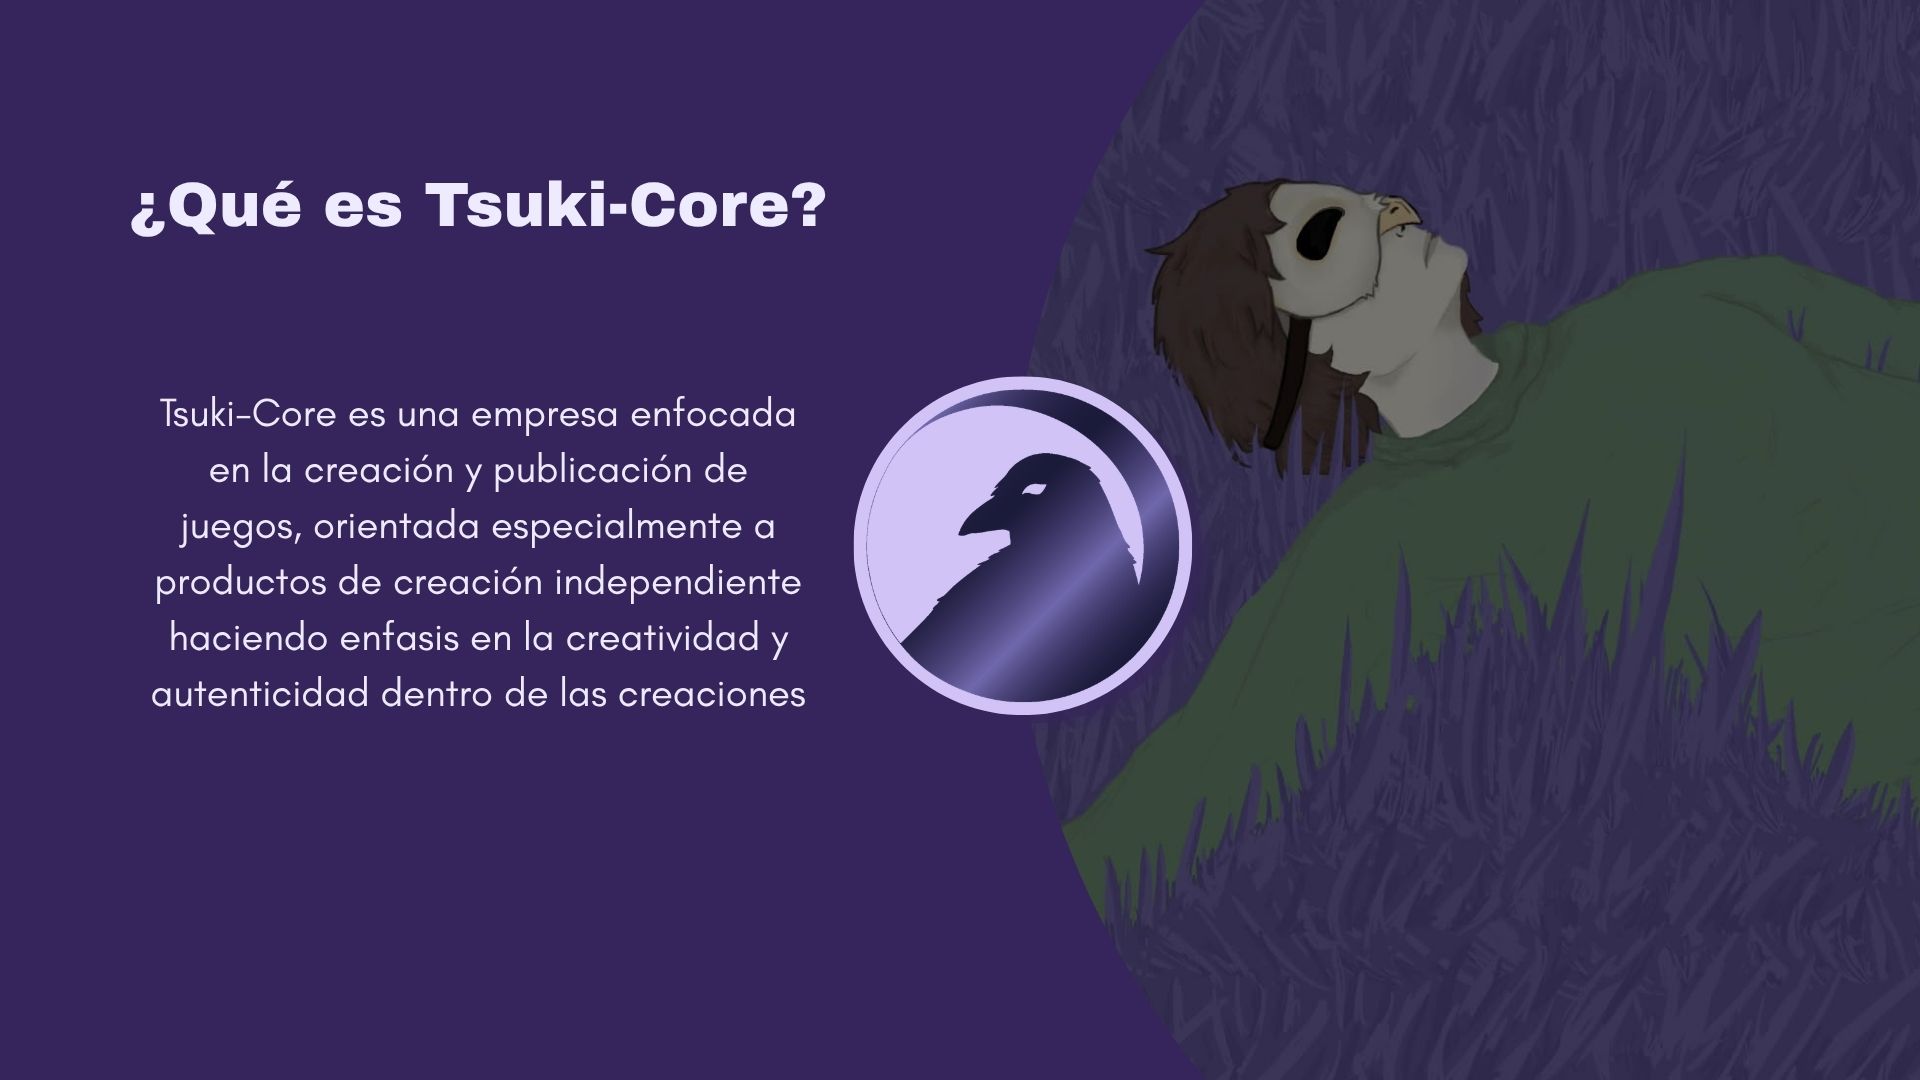 ¿Qué es Tsuki-Core?
Tsuki-Core es una empresa enfocada
en la creación y publicación de
juegos, orientada especialmente a
productos de creación independiente
haciendo enfasis en la creatividad y
autenticidad dentro de las creaciones